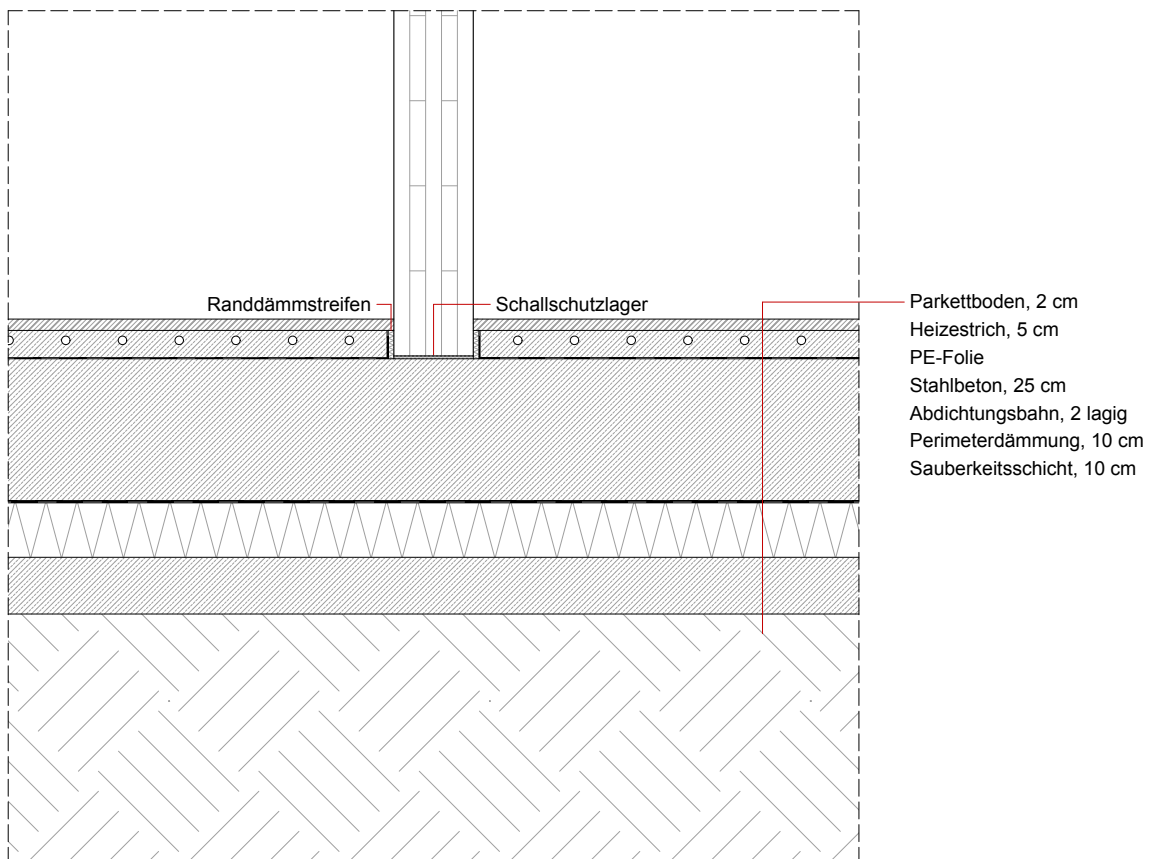 Randdämmstreifen
Schallschutzlager
Parkettboden, 2 cm
Heizestrich, 5 cm
PE-Folie
Stahlbeton, 25 cm
Abdichtungsbahn, 2 lagig
Perimeterdämmung, 10 cm
Sauberkeitsschicht, 10 cm